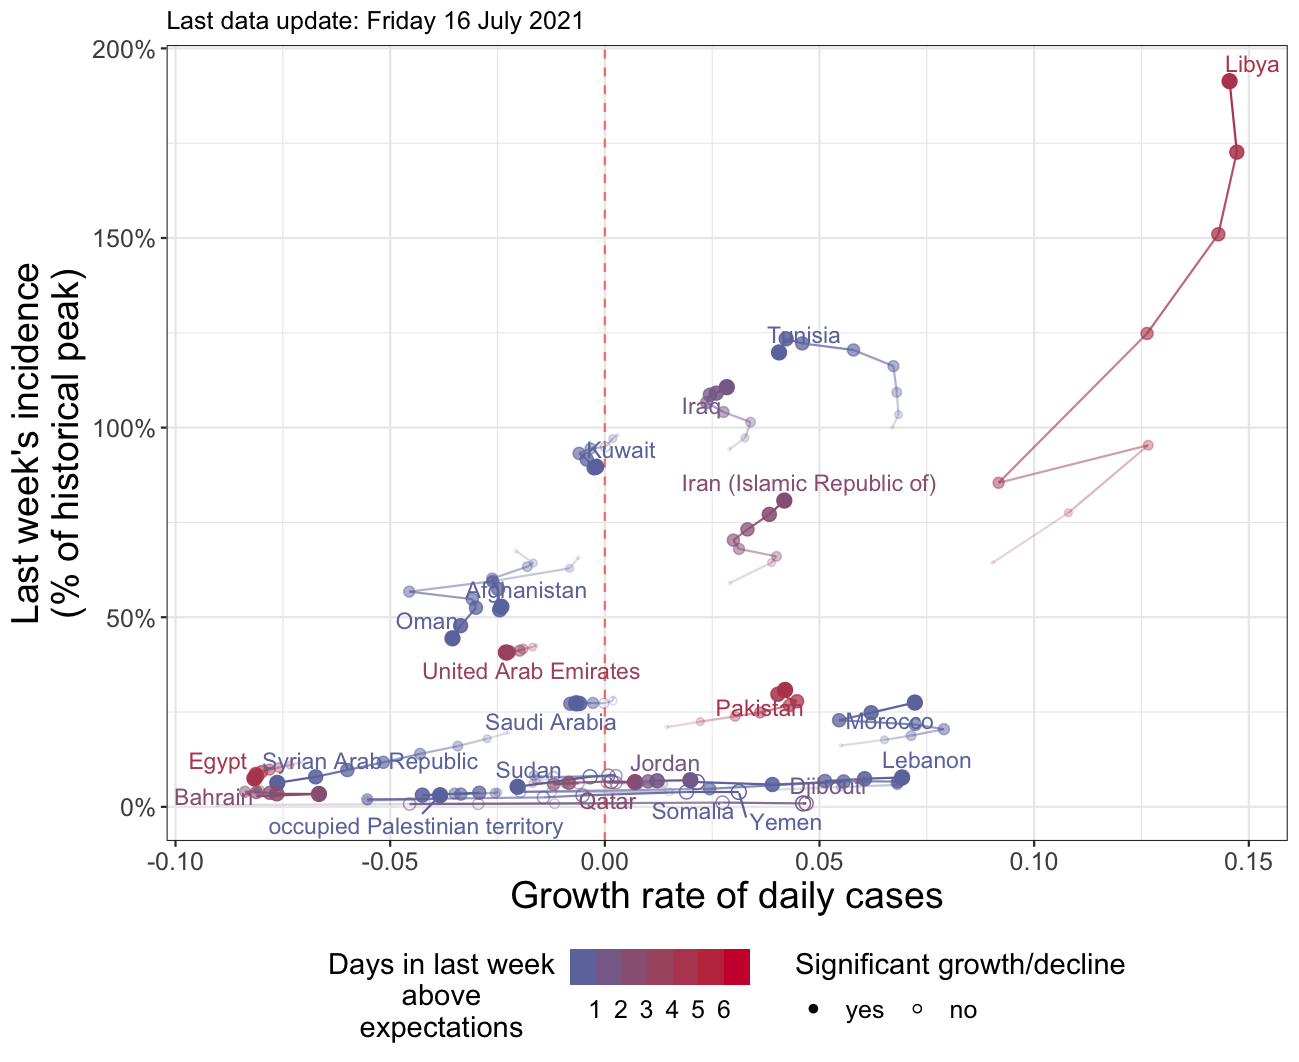 Last data update: Friday 16 July 2021
Last week's incidence
(% of historical peak)
200%
150%
100%
50%
0%
Libya
Tunisia
Iraq
Kuwait
Iran (Islamic Republic of)
Afghanistan
Oman
United Arab Emirates
Pakistan
Saudi Arabia
Morocco
Egypt
Syrian Arab Republic
Sudan
Jordan
Lebanon
Djibouti
Bahrain
Qatar
Somalia
Yemen
occupied Palestinian territory
-0.10
-0.05
0.00
0.05
0.10
0.15
Growth rate of daily cases
Days in last week
above
expectations
1 2 3 4 5 6
Significant growth/decline
yes
no